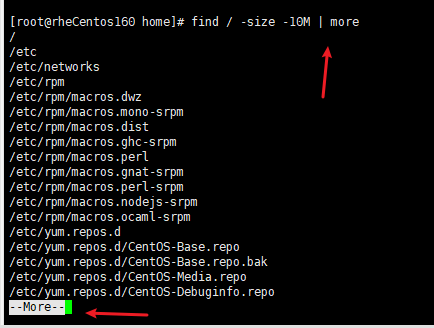 [root@rheCentos160 home]# find / -size -10M | more
/
/etc
/etc/networks
/etc/rpm
/etc/rpm/macros.dwz
/etc/rpm/macros.mono-srpm
/etc/rpm/macros.dist
/etc/rpm/macros.ghc-srpm
/etc/rpm/macros.perl
/etc/rpm/macros.gnat-srpm
/etc/rpm/macros.perl-srpm
/etc/rpm/macros.nodejs-srpm
/etc/rpm/macros.ocaml-srpm
/etc/yum.repos.d
/etc/yum.repos.d/CentOS-Base.repo
/etc/yum.repos.d/CentOS-Base.repo.bak
/etc/yum.repos.d/CentOS-Media.repo
/etc/yum.repos.d/CentOS-Debuginfo.repo
--More--